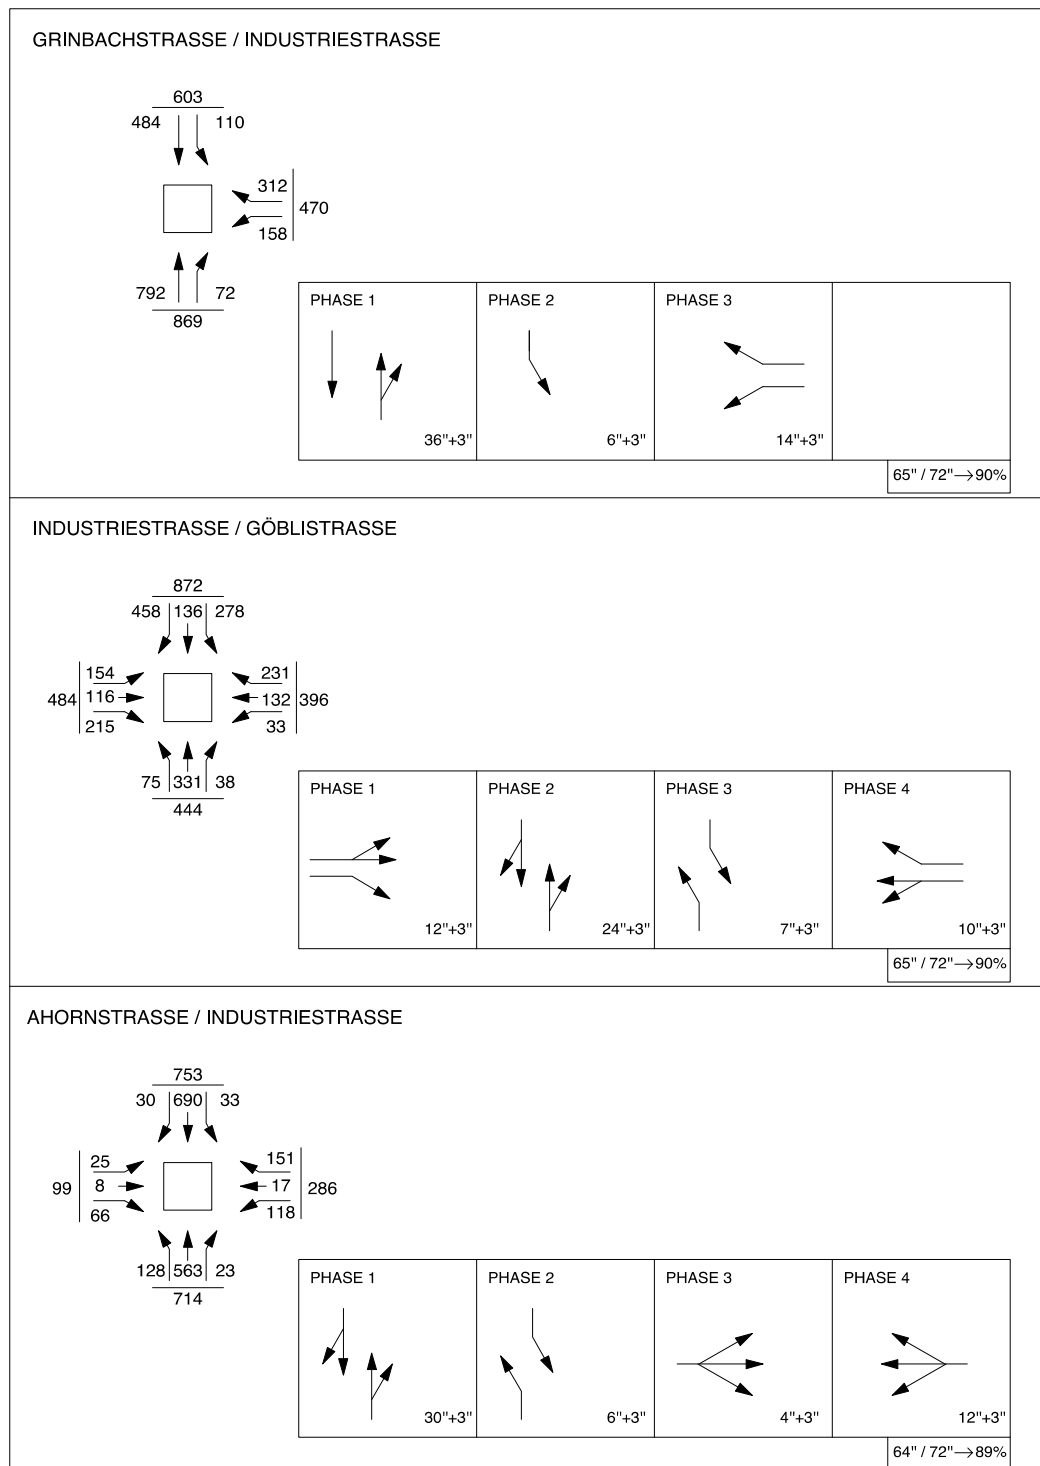 GRINBACHSTRASSE / INDUSTRIESTRASSE
603
484 110
312
470
158
792 72
869
PHASE 1 PHASE 2 PHASE 3
36"+3" 6"+3" 14"+3"
65" / 72"→90%
INDUSTRIESTRASSE / GÖBLISTRASSE
872
458 136 278
154 231
484 116 132 396
215 33
75 331 38
444
PHASE 1 PHASE 2 PHASE 3 PHASE 4
12"+3" 24"+3" 7"+3" 10"+3"
65" / 72"→90%
AHORNSTRASSE / INDUSTRIESTRASSE
753
30 690 33
25 151
99 8 17 286
66 118
128 563 23
714
PHASE 1 PHASE 2 PHASE 3 PHASE 4
30"+3" 6"+3" 4"+3" 12"+3"
64" / 72"→89%